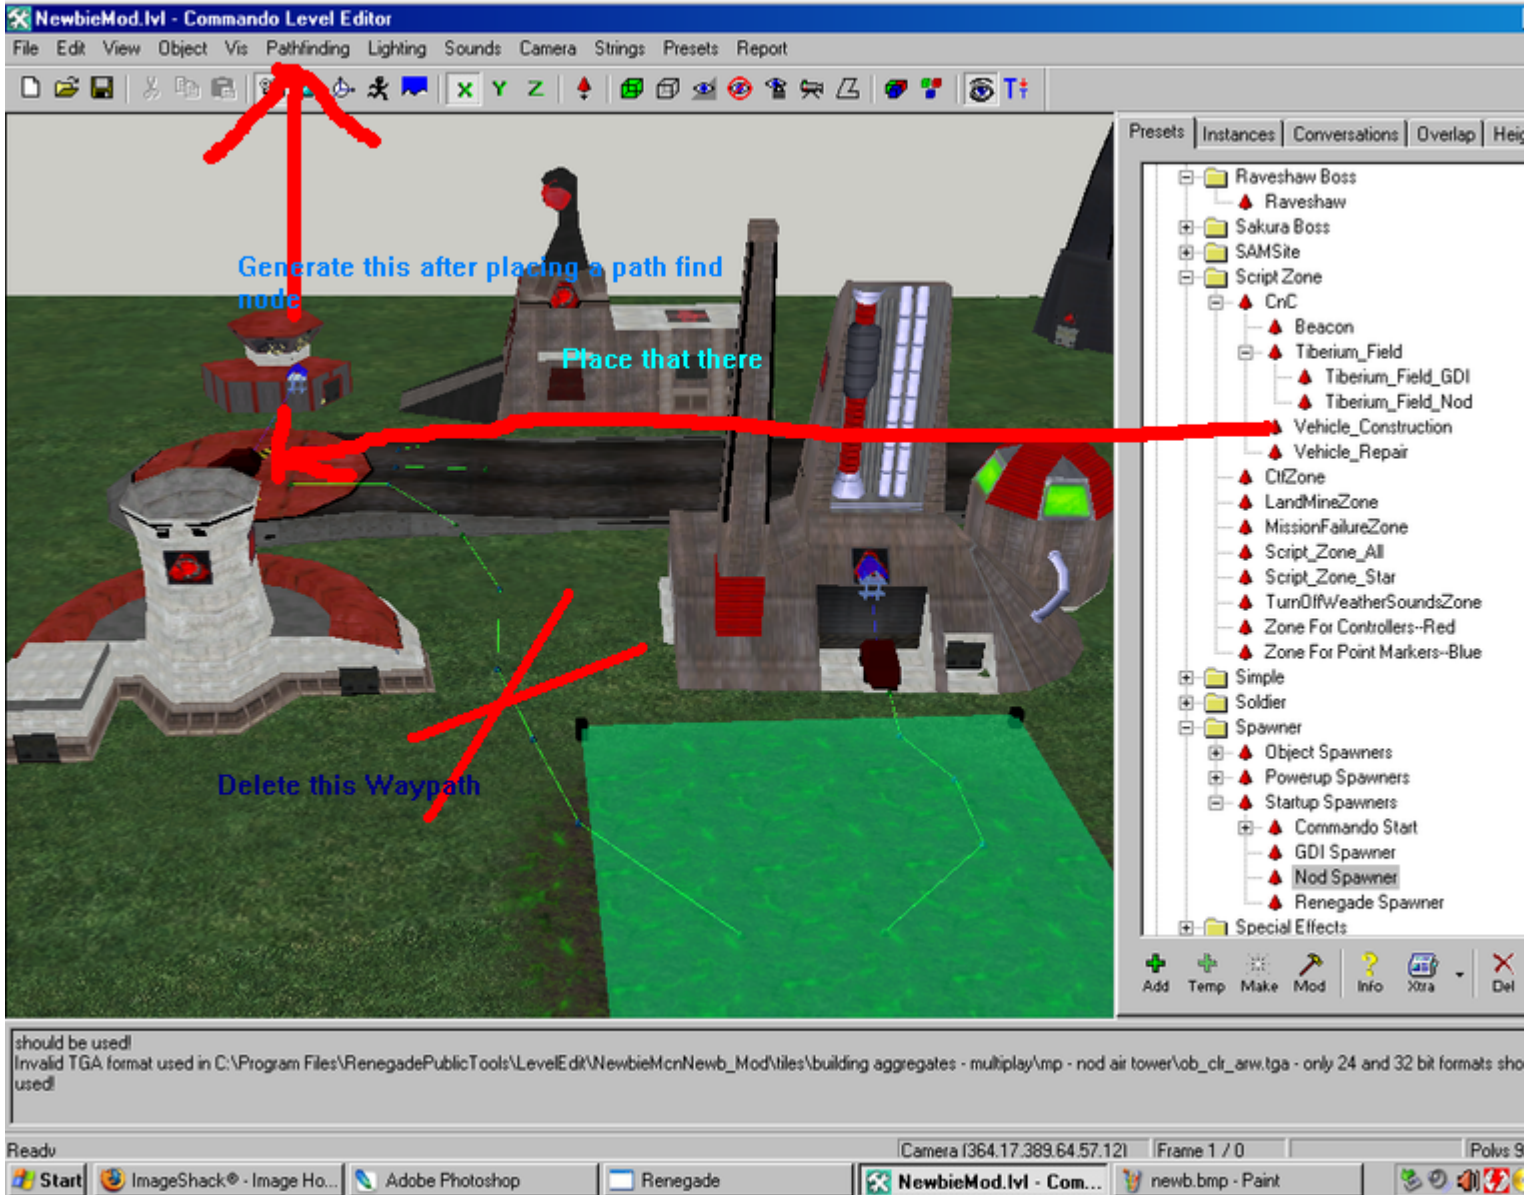 NewbieMod.lvl - Commando Level Editor
File Edit View Object Vis Pathfinding Lighting Sounds Camera Strings Presets Report
X Y Z
Presets Instances Conversations Overlap
Generate this after placing a path find
node
Place that there
Delete this Waypath
Raveshaw Boss
Raveshaw
Sakura Boss
SAMSite
Script Zone
CnC
Beacon
Tiberium_Field
Tiberium_Field_GDI
Tiberium_Field_Nod
Vehicle_Construction
Vehicle_Repair
CtfZone
LandMineZone
MissionFailureZone
Script_Zone_All
Script_Zone_Star
TurnOffWeatherSoundsZone
Zone For Controllers--Red
Zone For Point Markers--Blue
Simple
Soldier
Spawner
Object Spawners
Powerup Spawners
Startup Spawners
Commando Start
GDI Spawner
Nod Spawner
Renegade Spawner
Special Effects
Add Temp Make Mod Info Xtra Del
should be used!
Invalid TGA format used in C:\Program Files\RenegadePublicTools\LevelEdit\NewbieMcnNewb_Mod\tiles\building aggregates - multiplay\mp - nod air tower\ob_clr_arw.tga - only 24 and 32 bit formats sho
used!
Ready Camera (364.17,389.64,57.12) Frame 1 / 0 Polys 9
Start ImageShack® - Image Ho... Adobe Photoshop Renegade NewbieMod.lvl - Com... newb.bmp - Paint